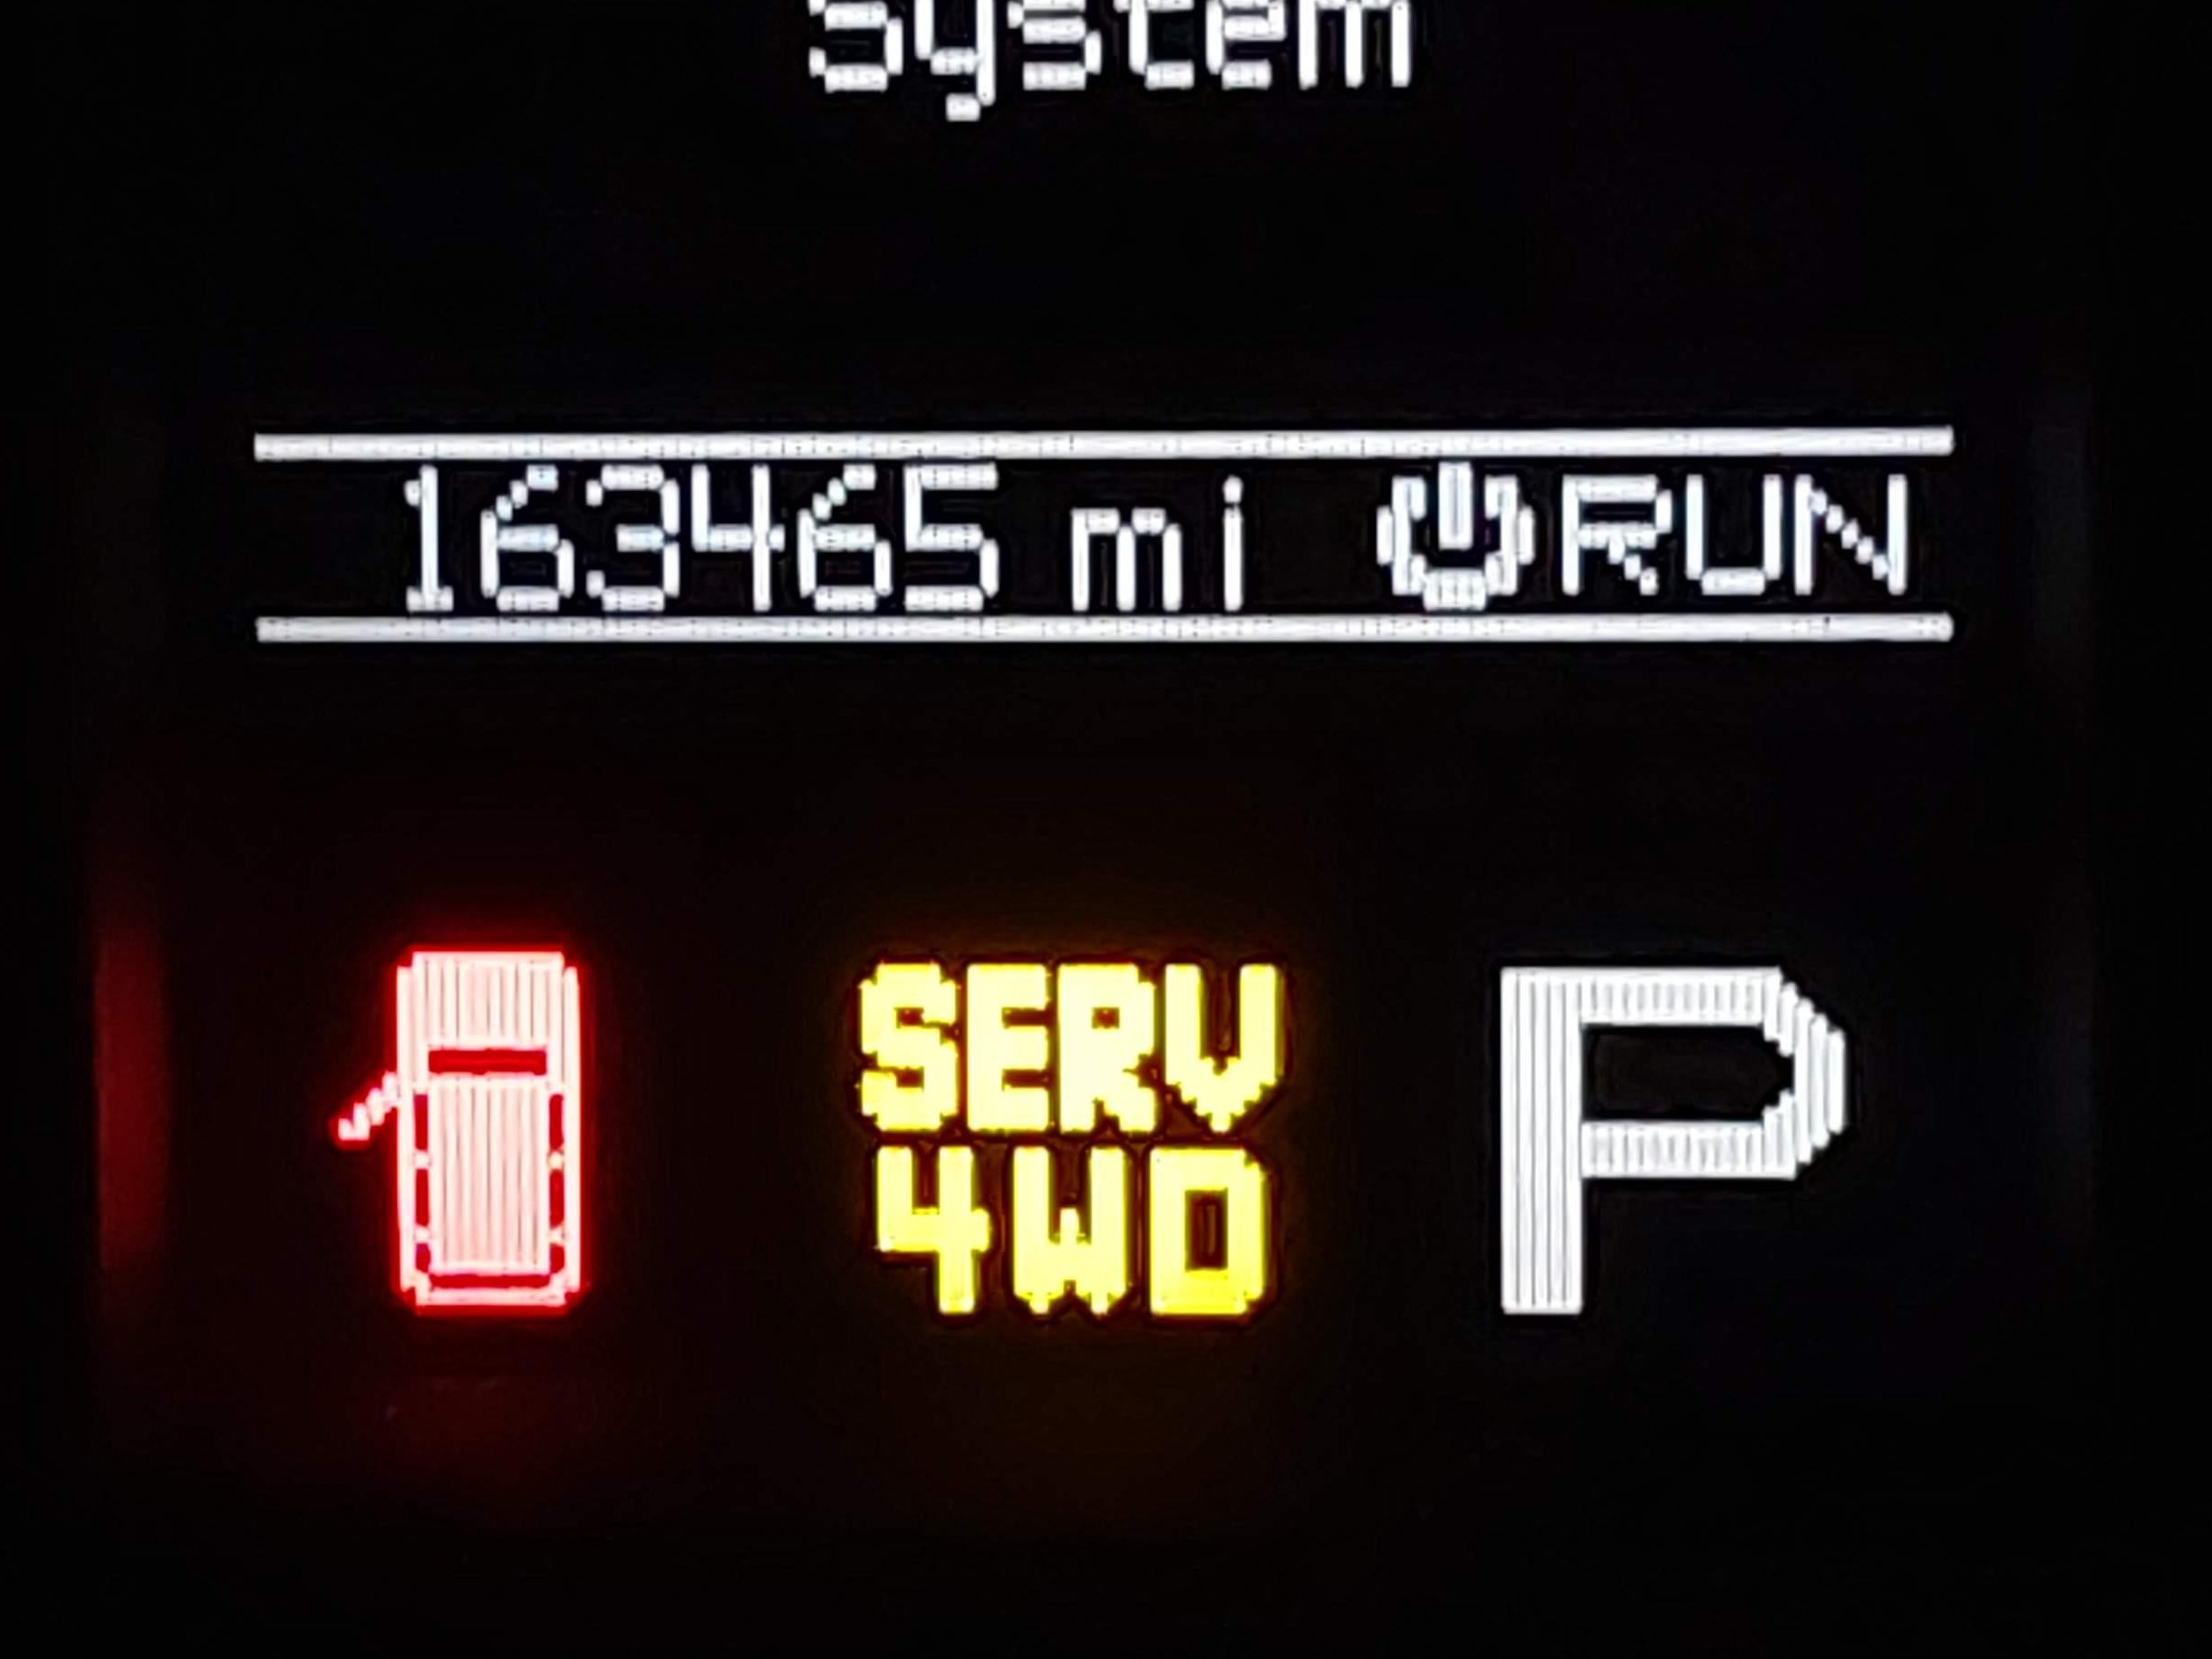 System
163465 mi RUN
SERV
4WD
P